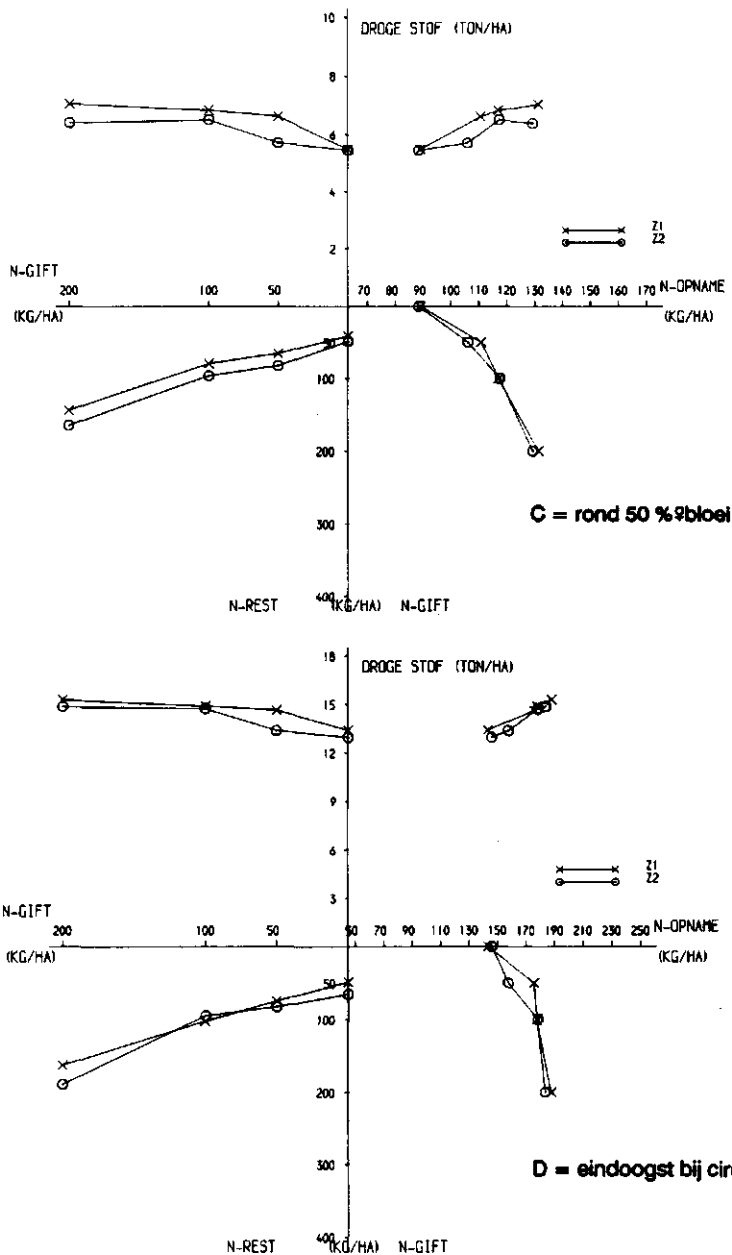 10
DROGE STOF (TON/HA)
8
6
4
2
Z1
Z2
N-GIFT
200 100 50 70 80 90 100 110 120 130 140 150 160 170
N-OPNAME
(KG/HA)
(KG/HA)
50
100
200
300
400
C = rond 50 %♀bloei
N-REST (KG/HA) N-GIFT
18
DROGE STOF (TON/HA)
15
12
9
6
3
Z1
Z2
N-GIFT
200 100 50 50 70 90 110 130 150 170 190 210 230 250
N-OPNAME
(KG/HA)
(KG/HA)
50
100
200
300
400
D = eindoogst bij cir
N-REST (KG/HA) N-GIFT